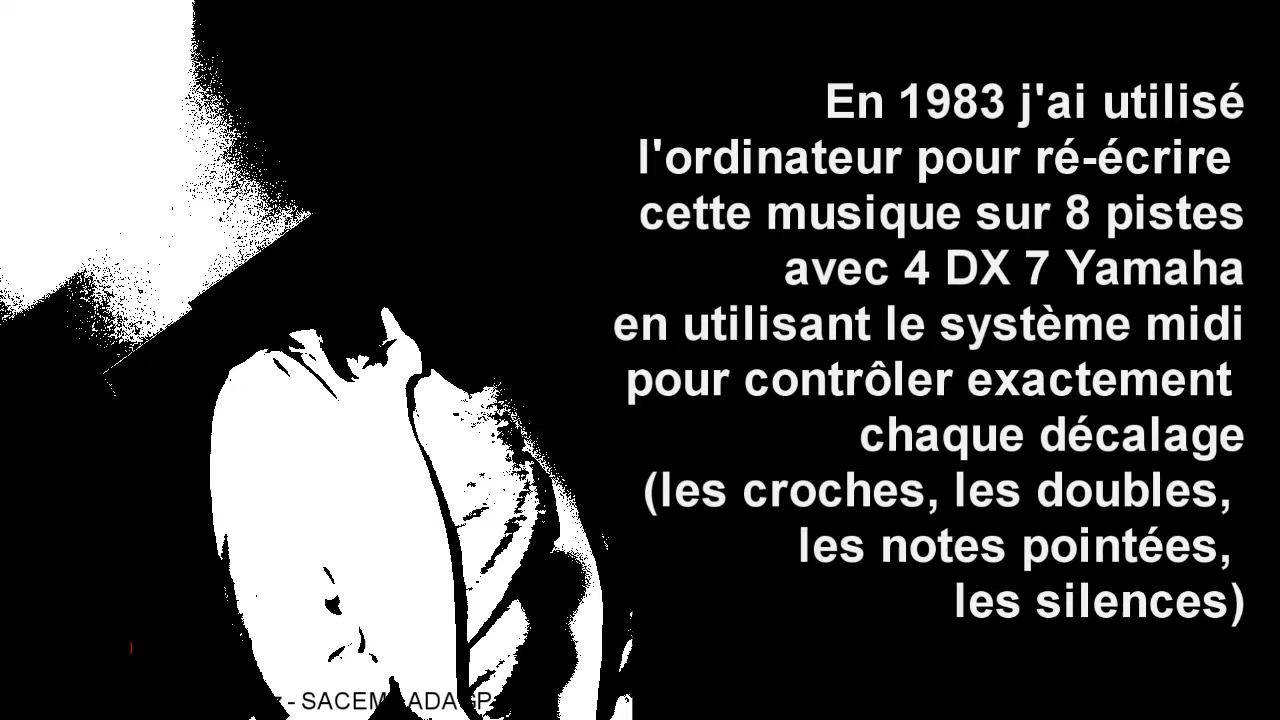 En 1983 j'ai utilisé
l'ordinateur pour ré-écrire
cette musique sur 8 pistes
avec 4 DX 7 Yamaha
en utilisant le système midi
pour contrôler exactement
chaque décalage
(les croches, les doubles,
les notes pointées,
les silences)
- SACEM